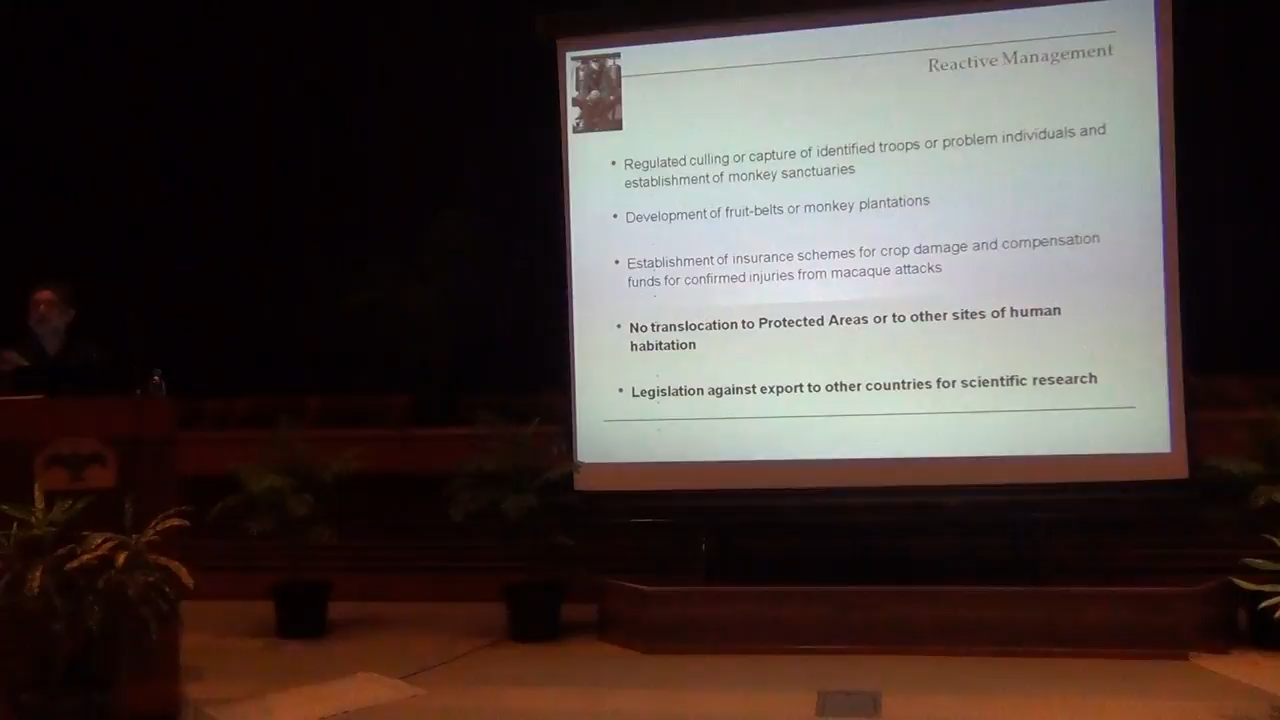 Reactive Management
• Regulated culling or capture of identified troops or problem individuals and
establishment of monkey sanctuaries
• Development of fruit-belts or monkey plantations
• Establishment of insurance schemes for crop damage and compensation
funds for confirmed injuries from macaque attacks
• No translocation to Protected Areas or to other sites of human
habitation
• Legislation against export to other countries for scientific research